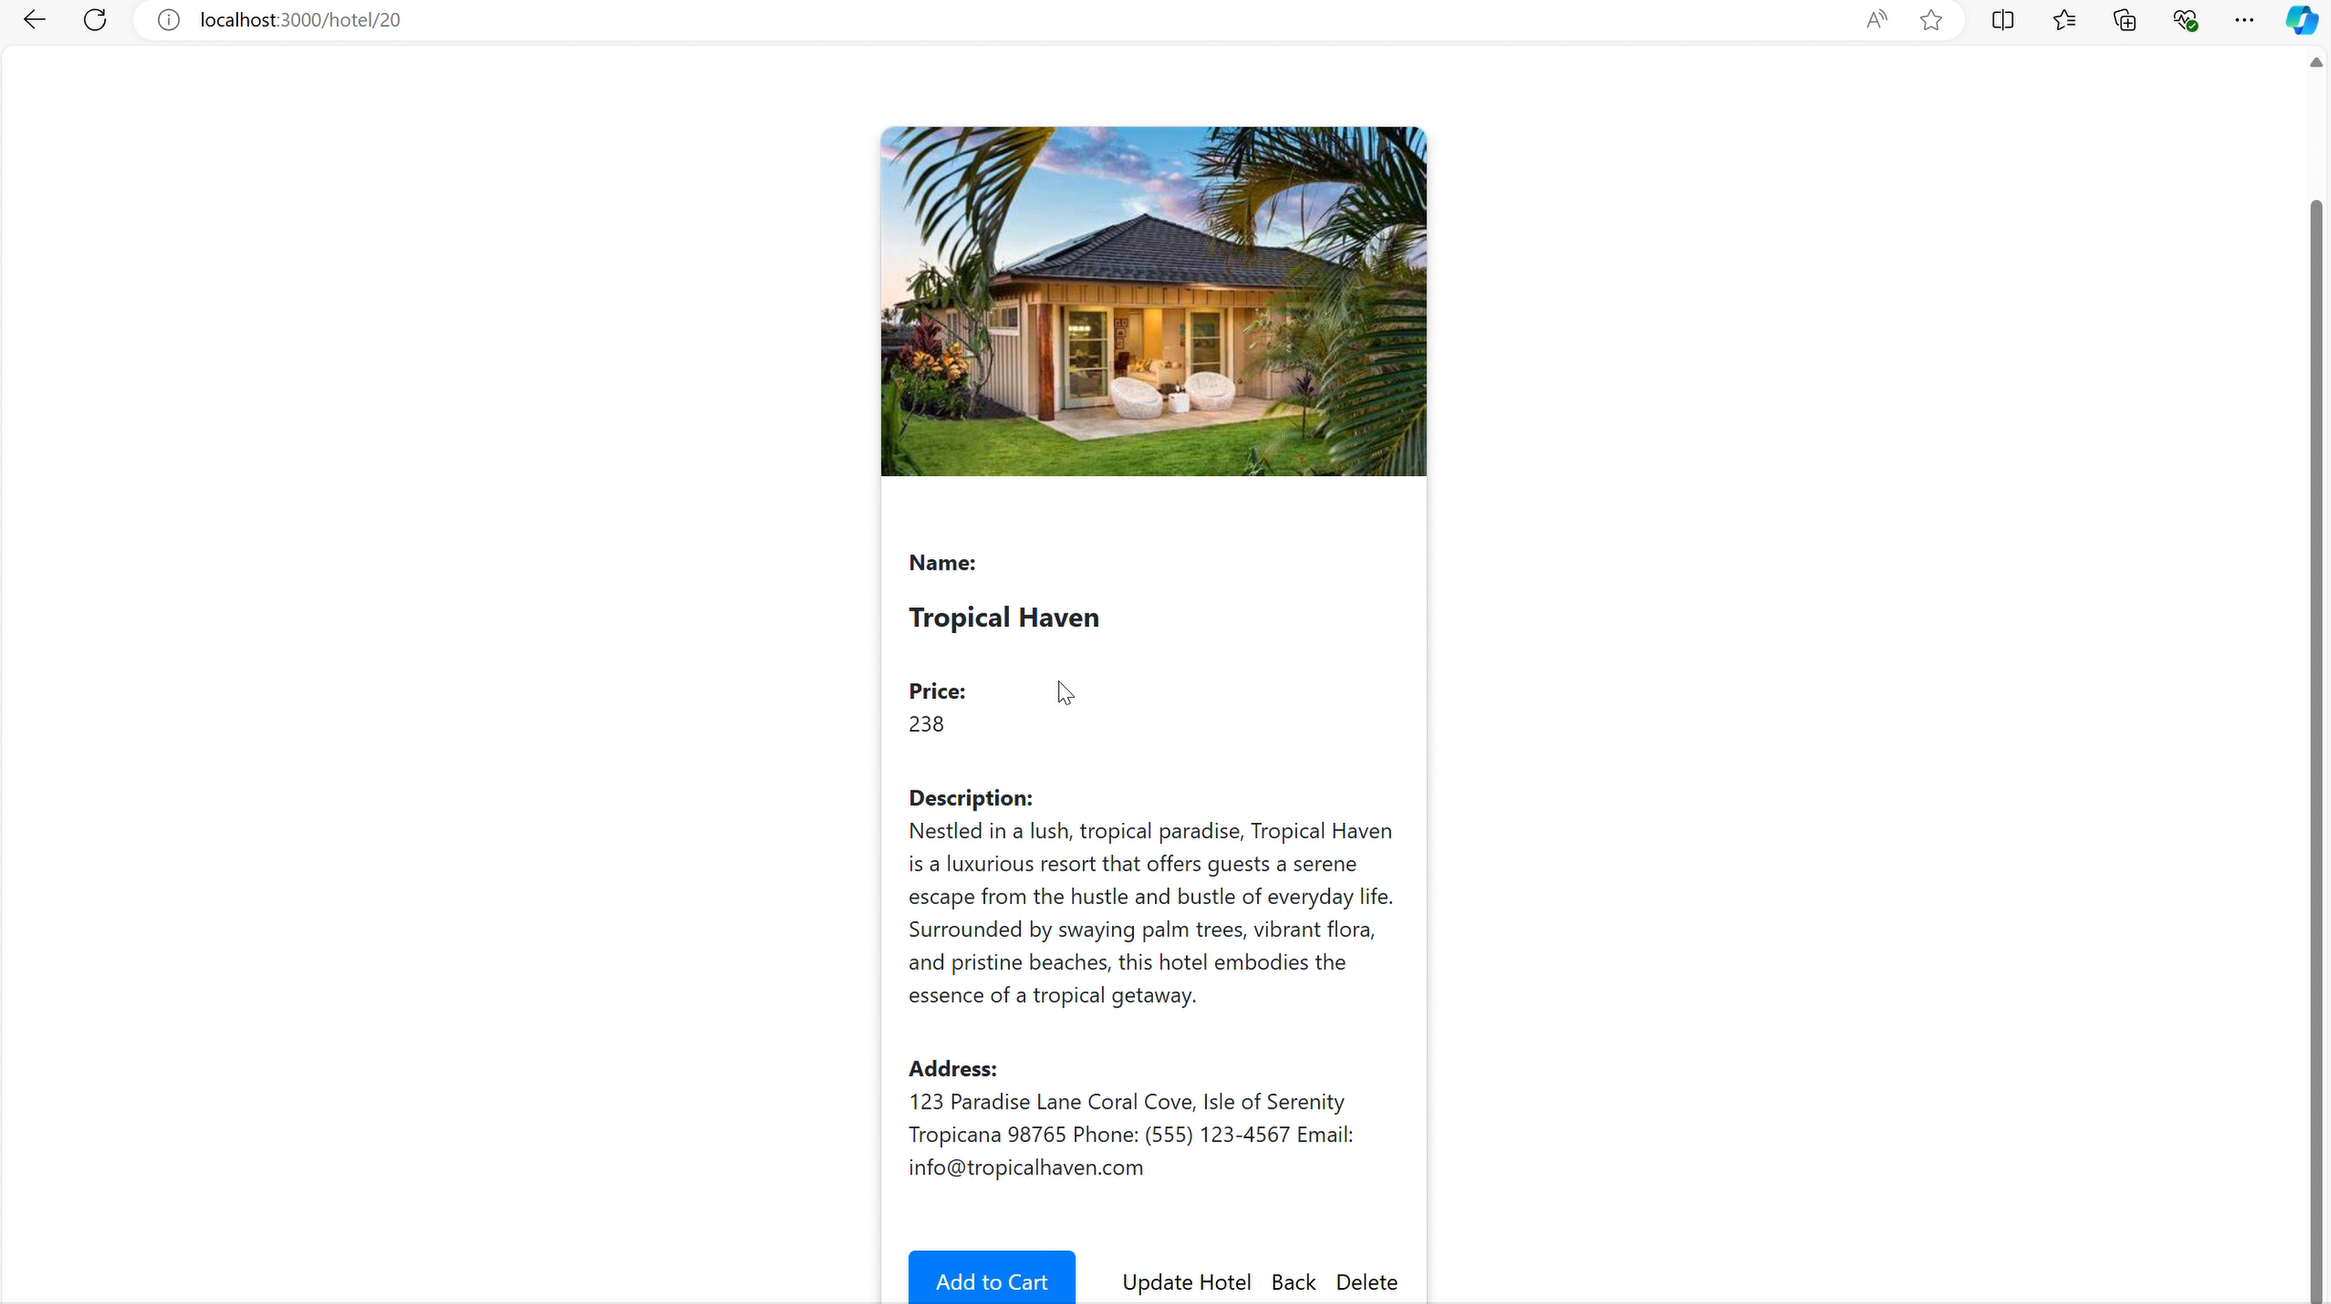 localhost:3000/hotel/20
Name:
Tropical Haven
Price:
238
Description:
Nestled in a lush, tropical paradise, Tropical Haven
is a luxurious resort that offers guests a serene
escape from the hustle and bustle of everyday life.
Surrounded by swaying palm trees, vibrant flora,
and pristine beaches, this hotel embodies the
essence of a tropical getaway.
Address:
123 Paradise Lane Coral Cove, Isle of Serenity
Tropicana 98765 Phone: (555) 123-4567 Email:
info@tropicalhaven.com
Add to Cart Update Hotel Back Delete